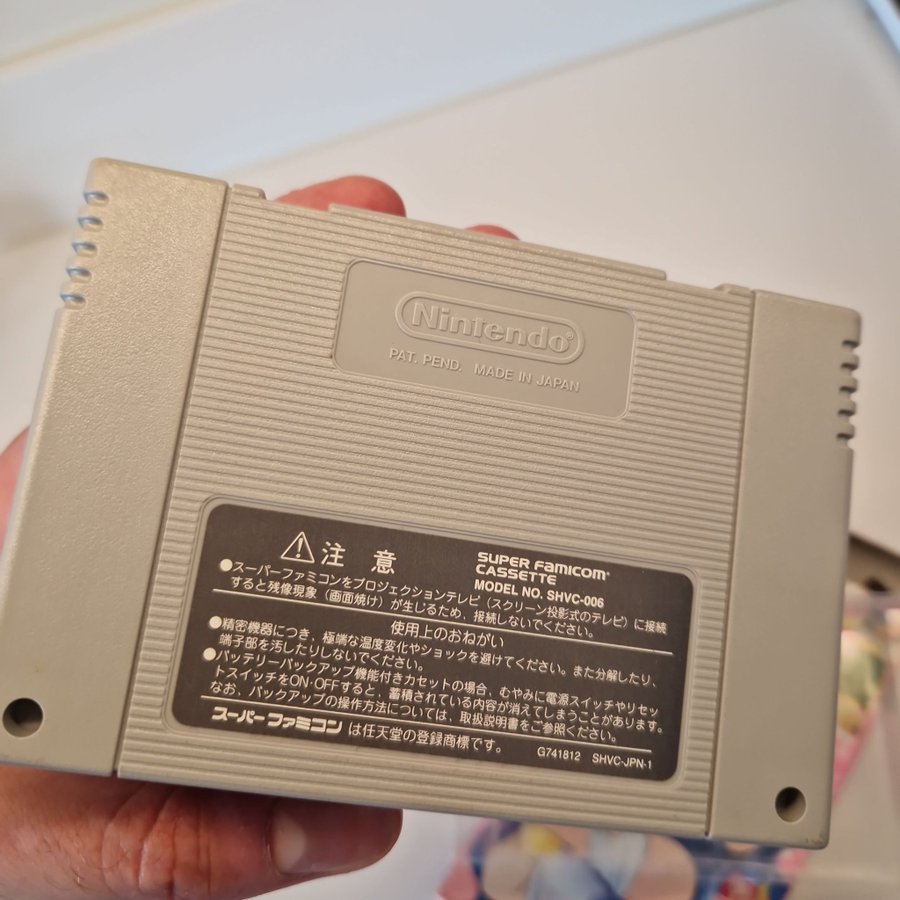 Nintendo®
PAT. PEND. MADE IN JAPAN
⚠注意
SUPER FAMICOM
CASSETTE
MODEL NO. SHVC-006
●スーパーファミコンをプロジェクションテレビ(スクリーン投影式のテレビ)に接続
すると残像現象(画面焼け)が生じるため、接続しないでください。
使用上のおねがい
●精密機器につき、極端な温度変化やショックを避けてください。また分解したり、
端子部を汚したりしないでください。
●バッテリーバックアップ機能付きカセットの場合、むやみに電源スイッチやリセッ
トスイッチをON・OFFすると、蓄積されている内容が消えてしまうことがあります。
なお、バックアップの操作方法については、取扱説明書をご参照ください。
スーパーファミコンは任天堂の登録商標です。
G741812 SHVC-JPN-1